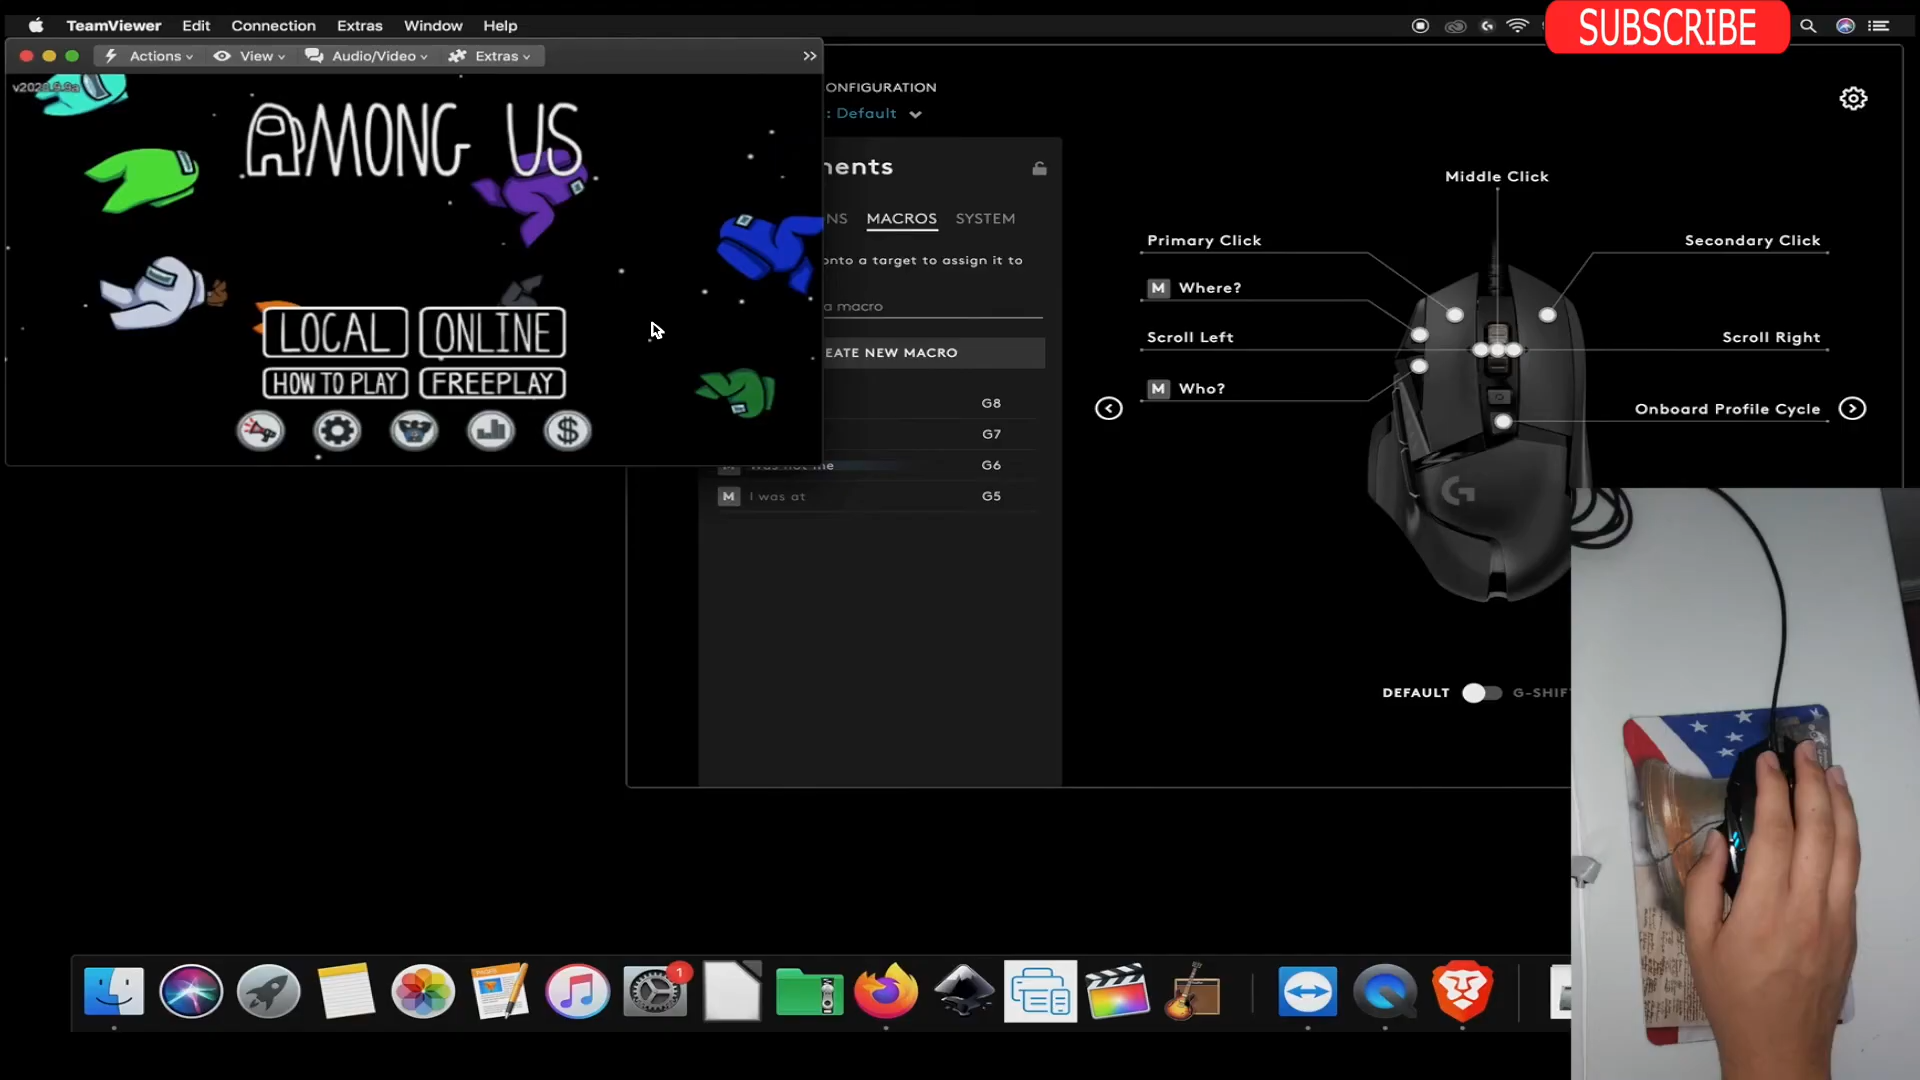 TeamViewer Edit Connection Extras Window Help
SUBSCRIBE
Actions View Audio/Video Extras
AMONG US
LOCAL ONLINE
HOW TO PLAY FREEPLAY
$
ONFIGURATION
: Default
nents
NS MACROS SYSTEM
onto a target to assign it to
a macro
EATE NEW MACRO
G8
G7
G6
M I was at G5
Middle Click
Primary Click
Secondary Click
M Where?
Scroll Left
Scroll Right
M Who?
Onboard Profile Cycle
G
DEFAULT G-SHIF
1